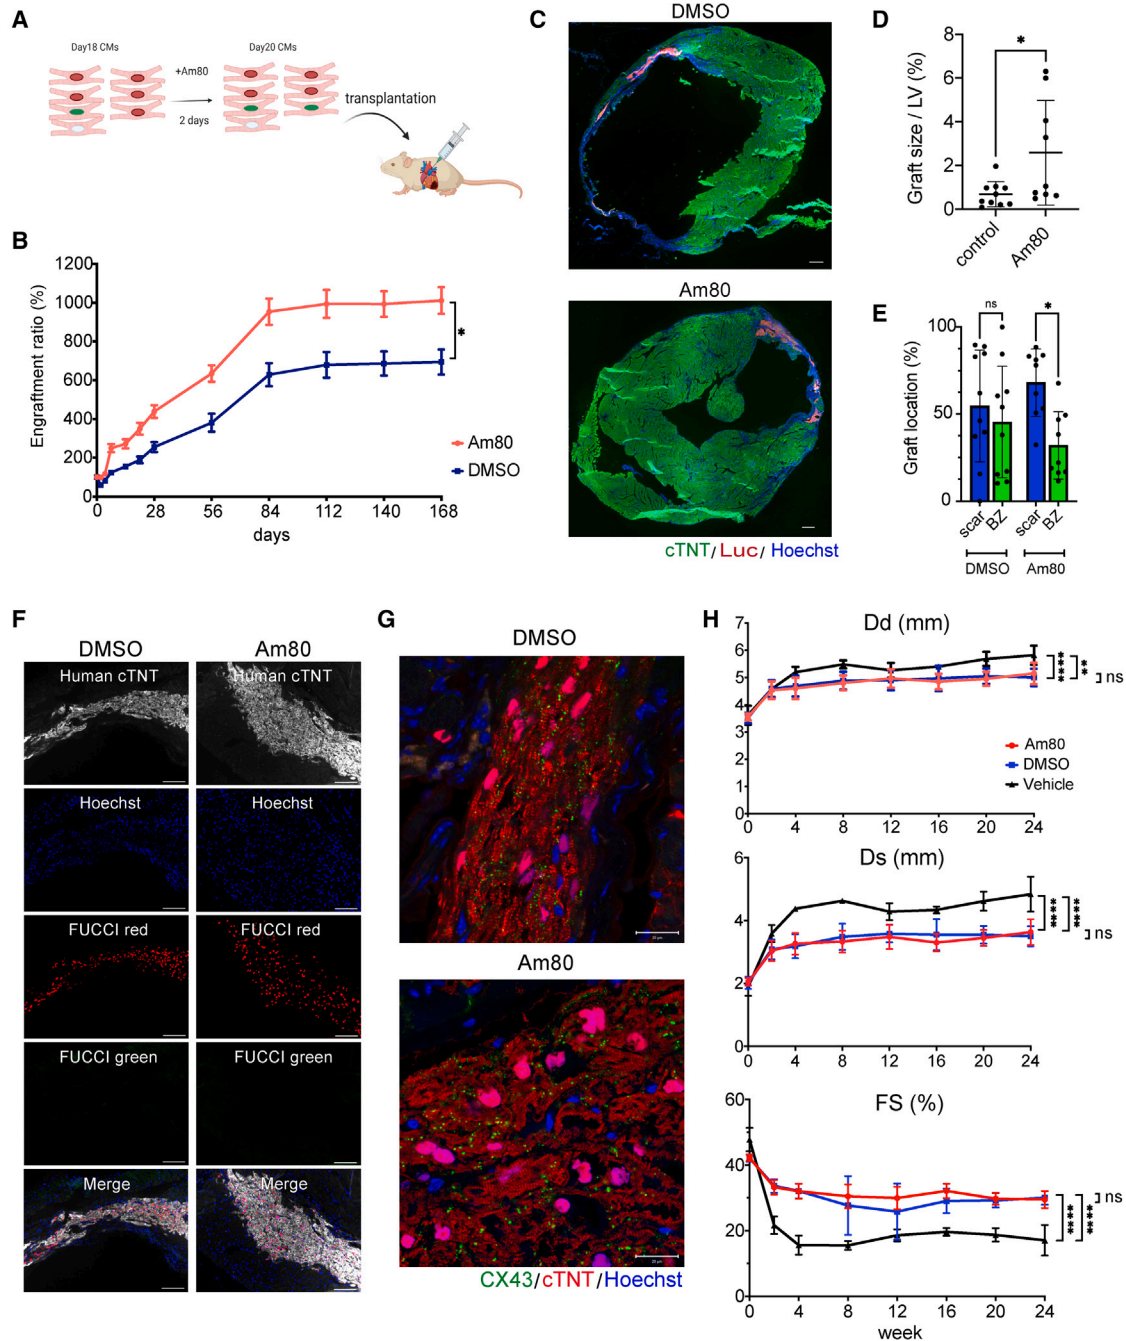 A
Day18 CMs
+Am80
2 days
Day20 CMs
transplantation
B
Engraftment ratio (%)
1200
1000
800
600
400
200
0
0 28 56 84 112 140 168
days
Am80
DMSO
*
C
DMSO
Am80
cTNT/Luc/ Hoechst
D
Graft size / LV (%)
8
6
4
2
0
*
control
Am80
E
Graft location (%)
100
50
0
ns
*
scar
BZ
scar
BZ
DMSO
Am80
F
DMSO
Am80
Human cTNT
Human cTNT
Hoechst
Hoechst
FUCCI red
FUCCI red
FUCCI green
FUCCI green
Merge
Merge
G
DMSO
20 μm
Am80
20 μm
CX43/cTNT/Hoechst
H
Dd (mm)
7
6
5
4
3
2
1
0
0 4 8 12 16 20 24
****
**
ns
Am80
DMSO
Vehicle
Ds (mm)
6
4
2
0
0 4 8 12 16 20 24
****
****
ns
FS (%)
60
40
20
0
0 4 8 12 16 20 24
****
****
ns
week